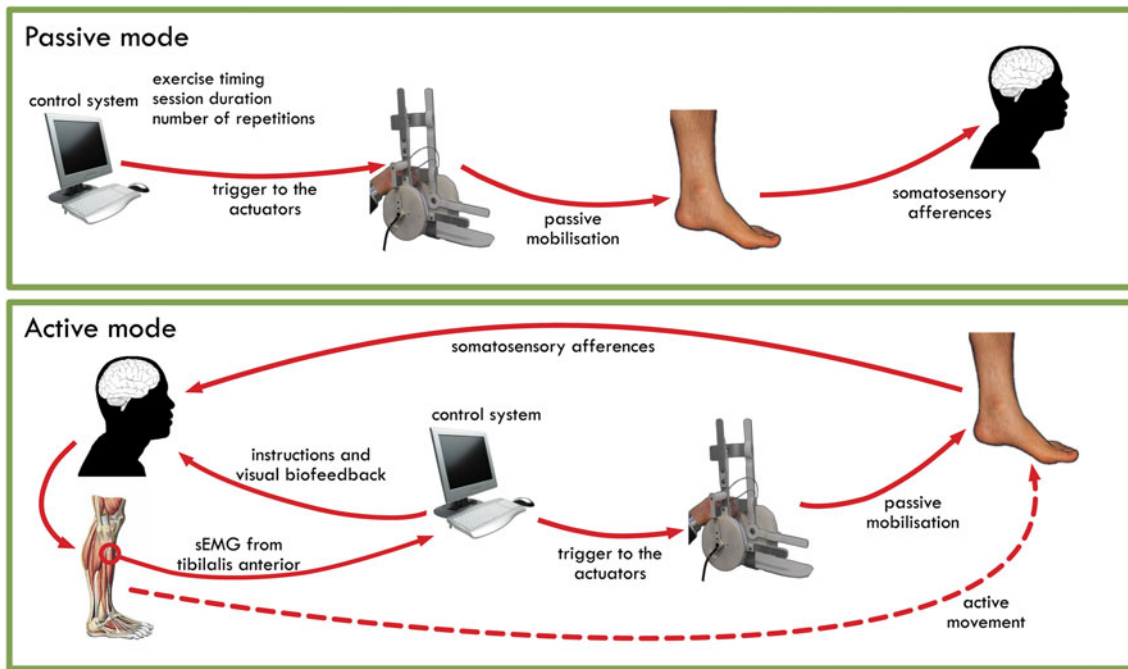 Passive mode
control system
exercise timing
session duration
number of repetitions
trigger to the
actuators
passive
mobilisation
somatosensory
afferences
Active mode
somatosensory afferences
control system
instructions and
visual biofeedback
sEMG from
tibilalis anterior
trigger to the
actuators
passive
mobilisation
active
movement